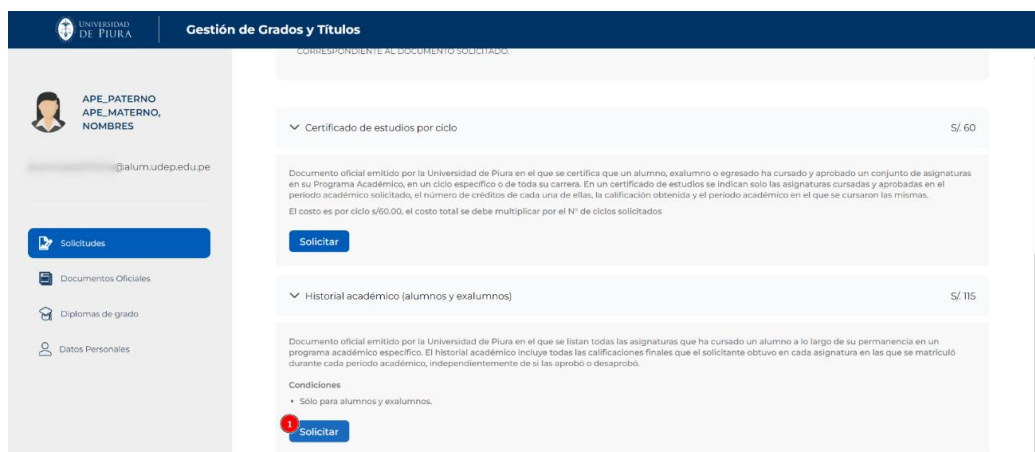 UNIVERSIDAD
DE PIURA
Gestión de Grados y Títulos
CORRESPONDIENTE AL DOCUMENTO SOLICITADO.
APE_PATERNO
APE_MATERNO,
NOMBRES
@alum.udep.edu.pe
Solicitudes
Documentos Oficiales
Diplomas de grado
Datos Personales
Certificado de estudios por ciclo S/. 60
Documento oficial emitido por la Universidad de Piura en el que se certifica que un alumno, exalumno o egresado ha cursado y aprobado un conjunto de asignaturas
en su Programa Académico, en un ciclo específico o de toda su carrera. En un certificado de estudios se indican solo las asignaturas cursadas y aprobadas en el
período académico solicitado, el número de créditos de cada una de ellas, la calificación obtenida y el periodo académico en el que se cursaron las mismas.
El costo es por ciclo s/60.00, el costo total se debe multiplicar por el N° de ciclos solicitados
Solicitar
Historial académico (alumnos y exalumnos) S/. 115
Documento oficial emitido por la Universidad de Piura en el que se listan todas las asignaturas que ha cursado un alumno a lo largo de su permanencia en un
programa académico específico. El historial académico incluye todas las calificaciones finales que el solicitante obtuvo en cada asignatura en las que se matriculó
durante cada periodo académico, independientemente de si las aprobó o desaprobó.
Condiciones
• Sólo para alumnos y exalumnos.
1
Solicitar